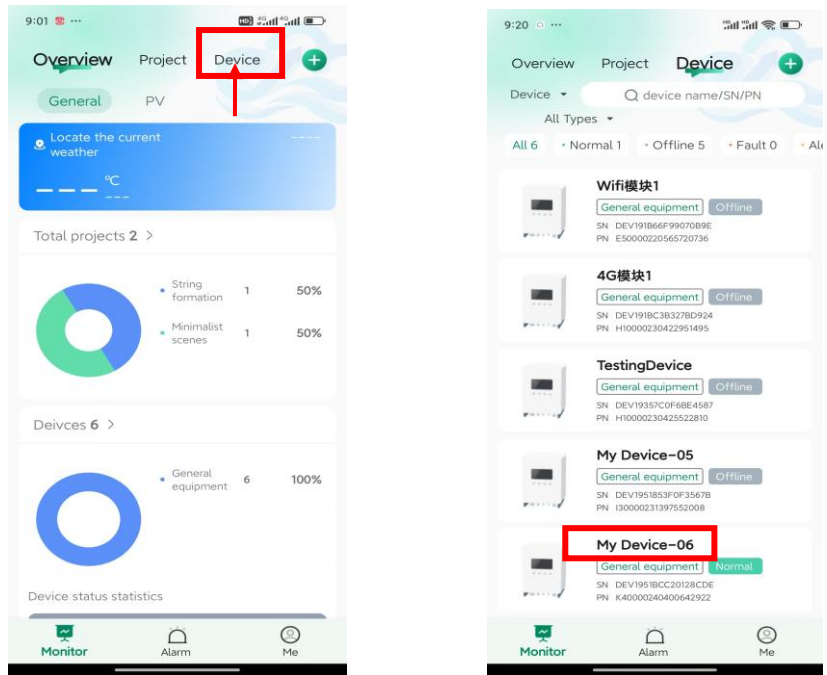 9:01 ...
HD 4G 4G
Overview Project Device +
General PV
Locate the current
weather
----
___ °C
---
Total projects 2 >
String
formation 1 50%
Minimalist
scenes 1 50%
Deivces 6 >
General
equipment 6 100%
Device status statistics
Monitor Alarm Me
9:20 ...
Overview Project Device +
Device device name/SN/PN
All Types
All 6 Normal 1 Offline 5 Fault 0 Ale
Wifi模块1
General equipment Offline
SN DEV191B66F99070B9E
PN E50000220565720736
4G模块1
General equipment Offline
SN DEV191BC3B327BD924
PN H10000230422951495
TestingDevice
General equipment Offline
SN DEV19357C0F6BE4587
PN H10000230425522810
My Device-05
General equipment Offline
SN DEV1951853F0F3567B
PN I30000231397552008
My Device-06
General equipment Normal
SN DEV1951BCC20128CDE
PN K40000240400642922
Monitor Alarm Me